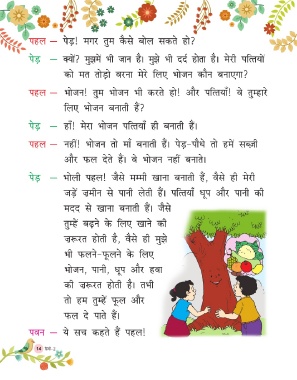 पहल – पेड़! मगर तुम कैसे बोल सकते हो?
पेड़ – क्यों? मुझमें भी जान है। मुझे भी दर्द होता है। मेरी पत्तियों
को मत तोड़ो वरना मेरे लिए भोजन कौन बनाएगा?
पहल – भोजन! तुम भोजन भी करते हो! और पत्तियाँ! वे तुम्हारे
लिए भोजन बनाती हैं?
पेड़ – हाँ! मेरा भोजन पत्तियाँ ही बनाती हैं।
पहल – नहीं! भोजन तो माँ बनाती हैं। पेड़-पौधे तो हमें सब्ज़ी
और फल देते है। वे भोजन नहीं बनाते।
पेड़ – भोली पहल! जैसे मम्मी खाना बनाती हैं, वैसे ही मेरी
जड़ें ज़मीन से पानी लेती हैं। पत्तियाँ धूप और पानी की
मदद से खाना बनाती हैं। जैसे
तुम्हें बढ़ने के लिए खाने की
ज़रूरत होती है, वैसे ही मुझे
भी फलने-फूलने के लिए
भोजन, पानी, धूप और हवा
की ज़रूरत होती है। तभी
तो हम तुम्हें फूल और
फल दे पाते हैं।
पवन – ये सच कहते हैं पहल!
14